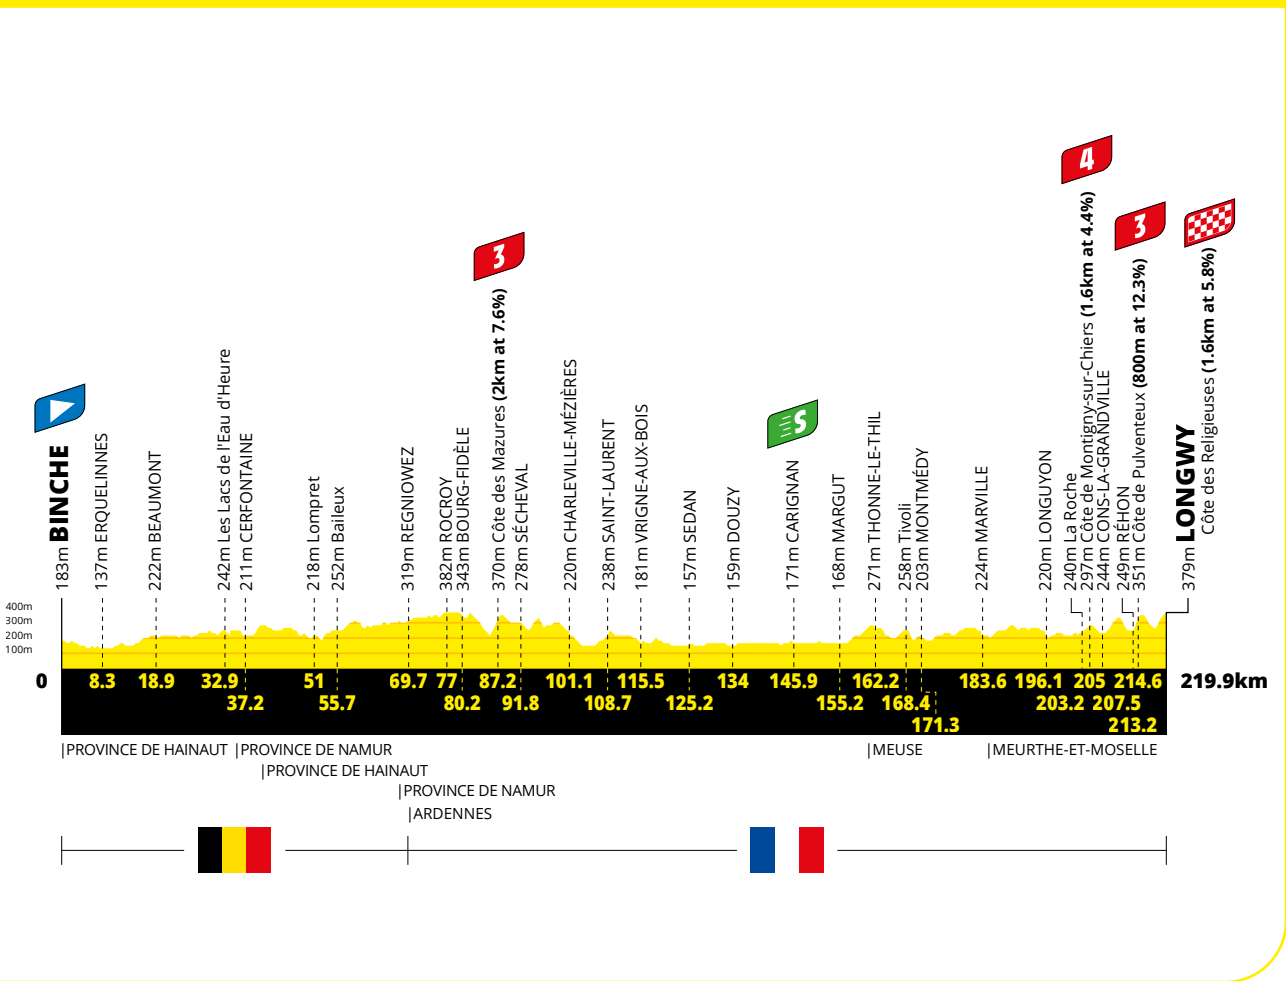 4
3
3
S
183m BINCHE
137m ERQUELINNES
222m BEAUMONT
242m Les Lacs de l'Eau d'Heure
211m CERFONTAINE
218m Lompret
252m Baileux
319m REGNIOWEZ
382m ROCROY
343m BOURG-FIDÈLE
370m Côte des Mazures (2km at 7.6%)
278m SÉCHEVAL
220m CHARLEVILLE-MÉZIÈRES
238m SAINT-LAURENT
181m VRIGNE-AUX-BOIS
157m SEDAN
159m DOUZY
171m CARIGNAN
168m MARGUT
271m THONNE-LE-THIL
258m Tivoli
203m MONTMÉDY
224m MARVILLE
220m LONGUYON
240m La Roche
297m Côte de Montigny-sur-Chiers (1.6km at 4.4%)
244m CONS-LA-GRANDVILLE
249m RÉHON
351m Côte de Pulventeux (800m at 12.3%)
379m LONGWY
Côte des Religieuses (1.6km at 5.8%)
400m
300m
200m
100m
0 8.3 18.9 32.9 51 69.7 77 87.2 101.1 115.5 134 145.9 162.2 183.6 196.1 205 214.6 219.9km
37.2 55.7 80.2 91.8 108.7 125.2 155.2 168.4 203.2 207.5
171.3 213.2
|PROVINCE DE HAINAUT |PROVINCE DE NAMUR |MEUSE |MEURTHE-ET-MOSELLE
|PROVINCE DE HAINAUT
|PROVINCE DE NAMUR
|ARDENNES